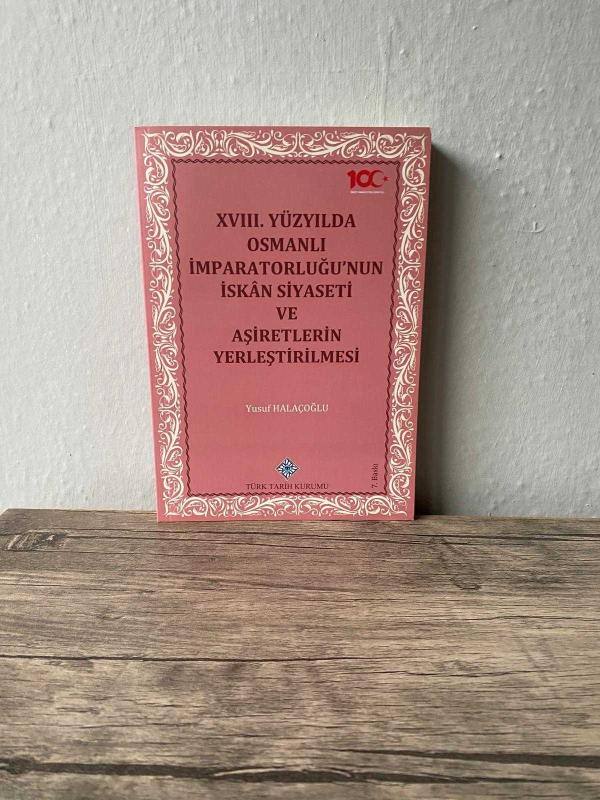 100
XVIII. YÜZYILDA
OSMANLI
İMPARATORLUĞU'NUN
İSKÂN SİYASETİ
VE
AŞİRETLERİN
YERLEŞTİRİLMESİ
Yusuf HALAÇOĞLU
TÜRK TARİH KURUMU
7. Baskı